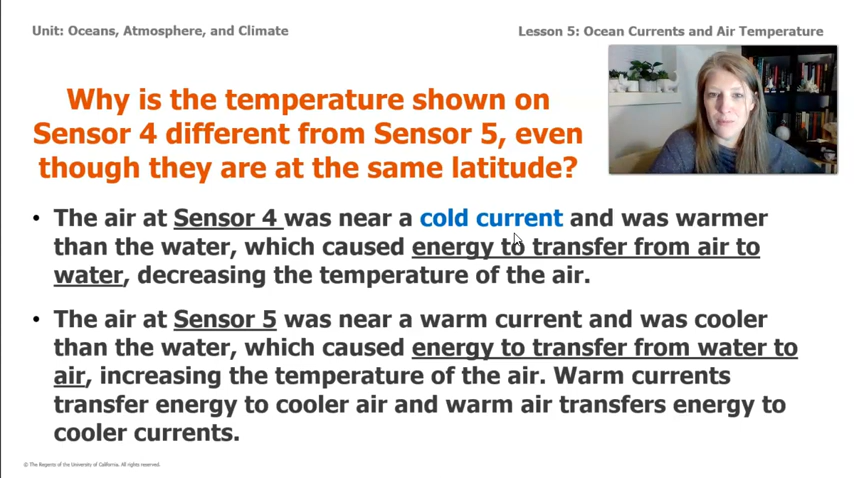 Unit: Oceans, Atmosphere, and Climate
Lesson 5: Ocean Currents and Air Temperature
Why is the temperature shown on
Sensor 4 different from Sensor 5, even
though they are at the same latitude?
• The air at Sensor 4 was near a cold current and was warmer
than the water, which caused energy to transfer from air to
water, decreasing the temperature of the air.
• The air at Sensor 5 was near a warm current and was cooler
than the water, which caused energy to transfer from water to
air, increasing the temperature of the air. Warm currents
transfer energy to cooler air and warm air transfers energy to
cooler currents.
© The Regents of the University of California. All rights reserved.